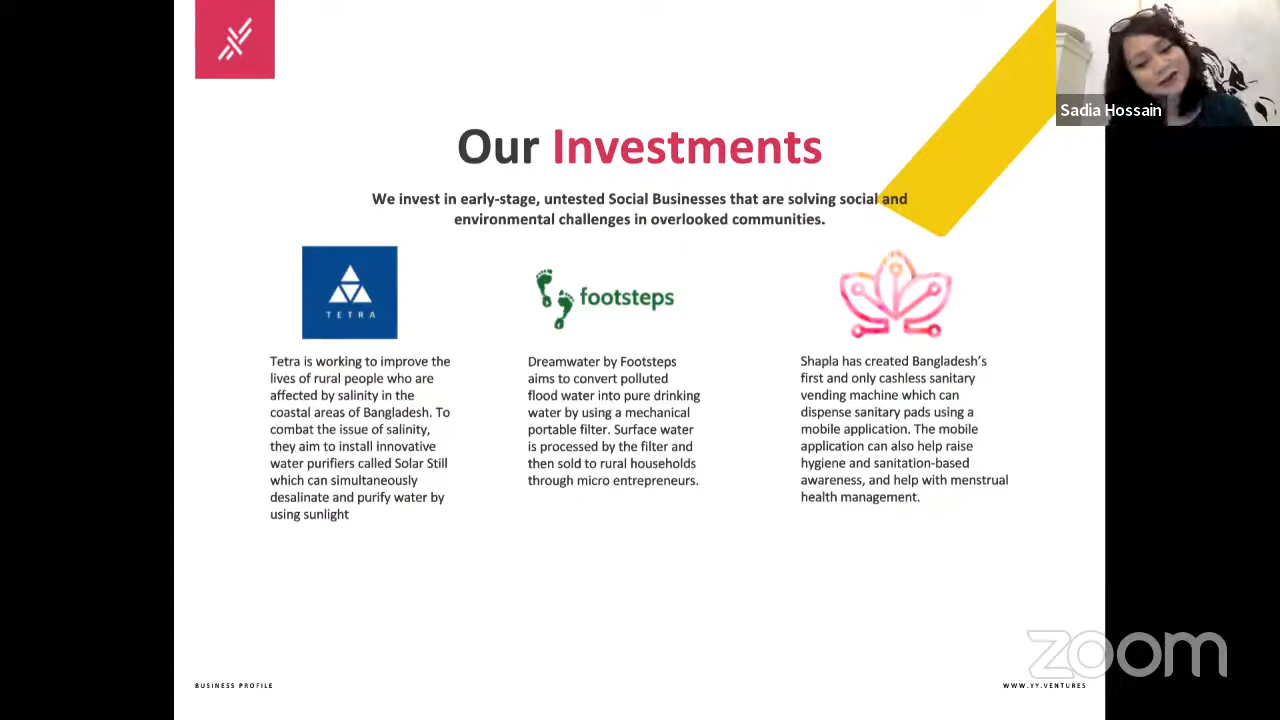 Sadia Hossain
Our Investments
We invest in early-stage, untested Social Businesses that are solving social and
environmental challenges in overlooked communities.
TETRA
Tetra is working to improve the
lives of rural people who are
affected by salinity in the
coastal areas of Bangladesh. To
combat the issue of salinity,
they aim to install innovative
water purifiers called Solar Still
which can simultaneously
desalinate and purify water by
using sunlight
footsteps
Dreamwater by Footsteps
aims to convert polluted
flood water into pure drinking
water by using a mechanical
portable filter. Surface water
is processed by the filter and
then sold to rural households
through micro entrepreneurs.
Shapla has created Bangladesh's
first and only cashless sanitary
vending machine which can
dispense sanitary pads using a
mobile application. The mobile
application can also help raise
hygiene and sanitation-based
awareness, and help with menstrual
health management.
zoom
BUSINESS PROFILE
WWW.YY.VENTURES